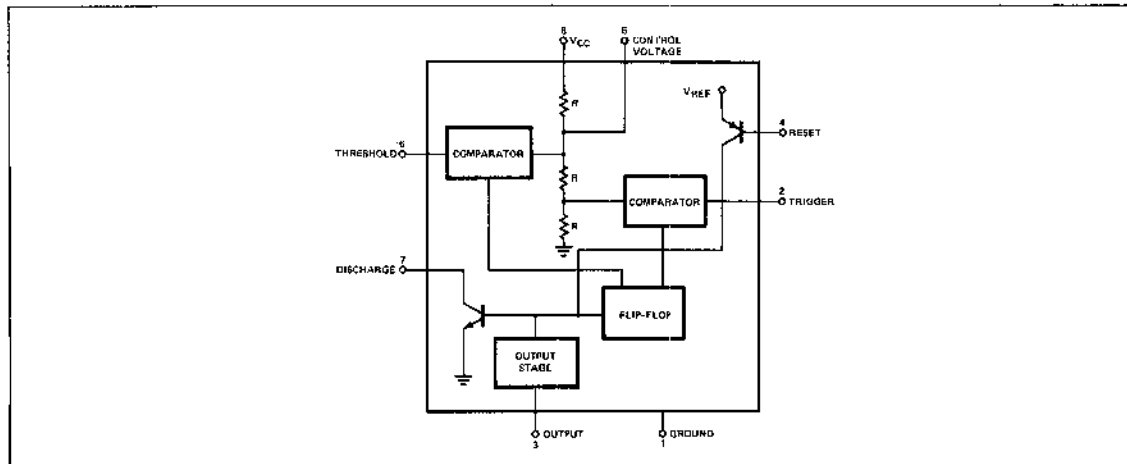 8 VCC
5 CONTROL
VOLTAGE
R
VREF
4
RESET
THRESHOLD 6
COMPARATOR
R
COMPARATOR
2
TRIGGER
R
7
DISCHARGE
FLIP-FLOP
OUTPUT
STAGE
3 OUTPUT
1 GROUND